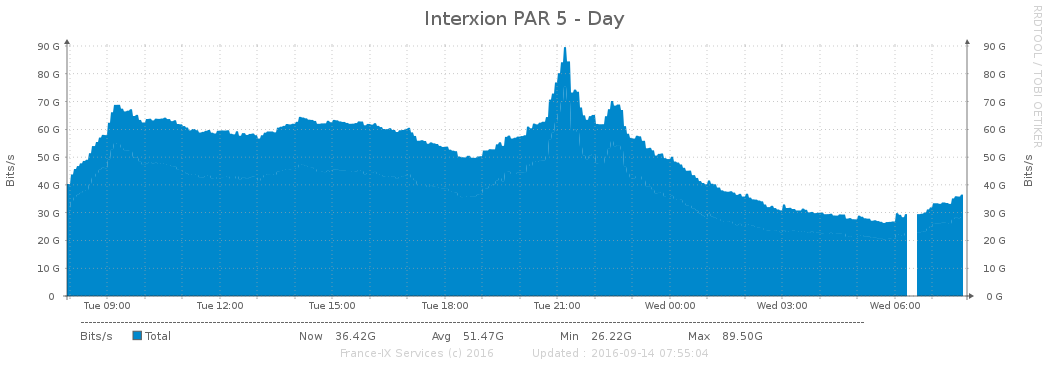 Interxion PAR 5 - Day
RRDTOOL / TOBI OETIKER
Bits/s
90 G
80 G
70 G
60 G
50 G
40 G
30 G
20 G
10 G
0
90 G
80 G
70 G
60 G
50 G
40 G
30 G
20 G
10 G
0 G
Bits/s
Tue 09:00 Tue 12:00 Tue 15:00 Tue 18:00 Tue 21:00 Wed 00:00 Wed 03:00 Wed 06:00
Bits/s Total Now 36.42G Avg 51.47G Min 26.22G Max 89.50G
France-IX Services (c) 2016 Updated : 2016-09-14 07:55:04